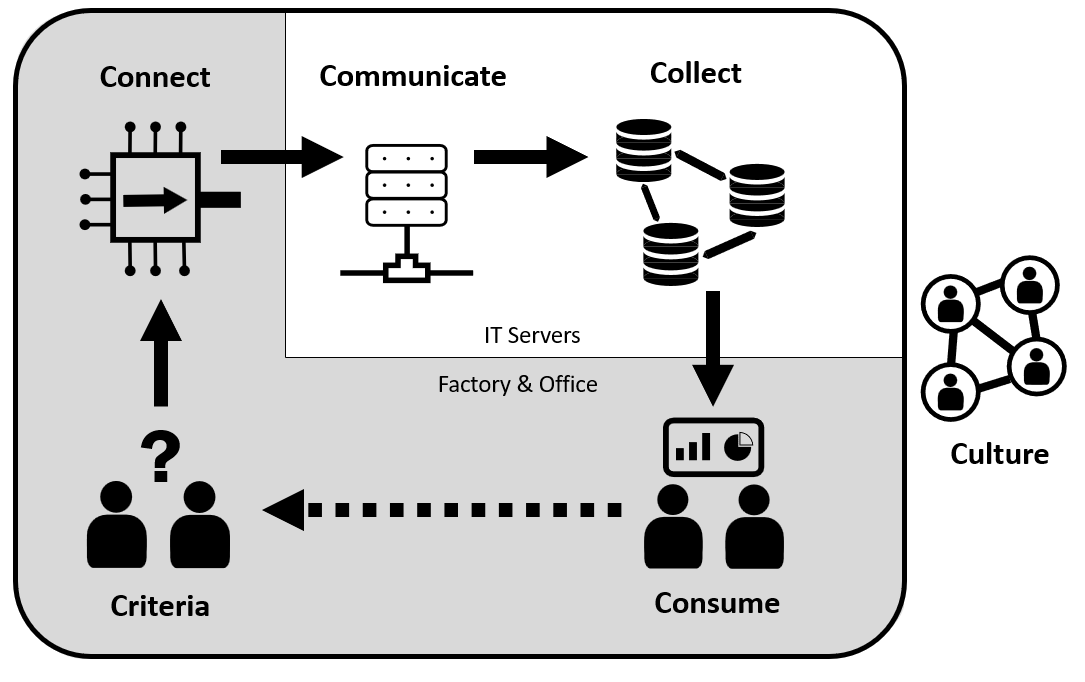 Connect
Communicate
Collect
IT Servers
Factory & Office
?
Culture
Criteria
Consume